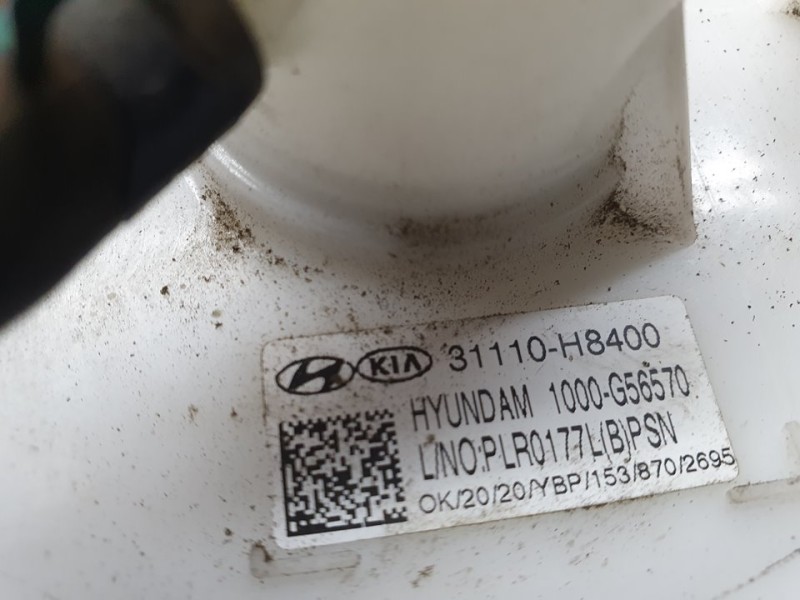 KIA 31110-H8400
HYUNDAM 1000-G56570
L/NO:PLR0177L(B)PSN
OK/20/20/YBP/153/870/2695